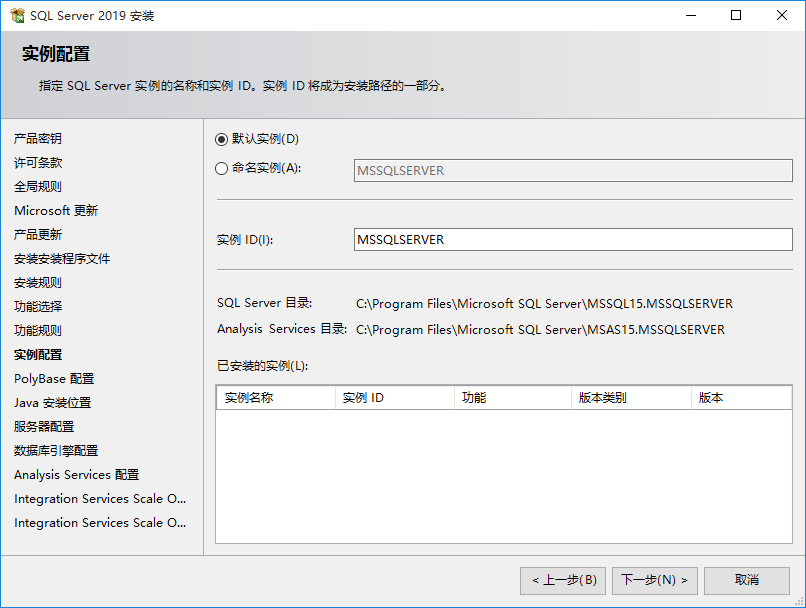 SQL Server 2019 安装
实例配置
指定 SQL Server 实例的名称和实例 ID。实例 ID 将成为安装路径的一部分。
产品密钥
许可条款
全局规则
Microsoft 更新
产品更新
安装安装程序文件
安装规则
功能选择
功能规则
实例配置
PolyBase 配置
Java 安装位置
服务器配置
数据库引擎配置
Analysis Services 配置
Integration Services Scale O...
Integration Services Scale O...
默认实例(D)
命名实例(A): MSSQLSERVER
实例 ID(I): MSSQLSERVER
SQL Server 目录: C:\Program Files\Microsoft SQL Server\MSSQL15.MSSQLSERVER
Analysis Services 目录: C:\Program Files\Microsoft SQL Server\MSAS15.MSSQLSERVER
已安装的实例(L):
实例名称 实例 ID 功能 版本类别 版本
< 上一步(B) 下一步(N) > 取消